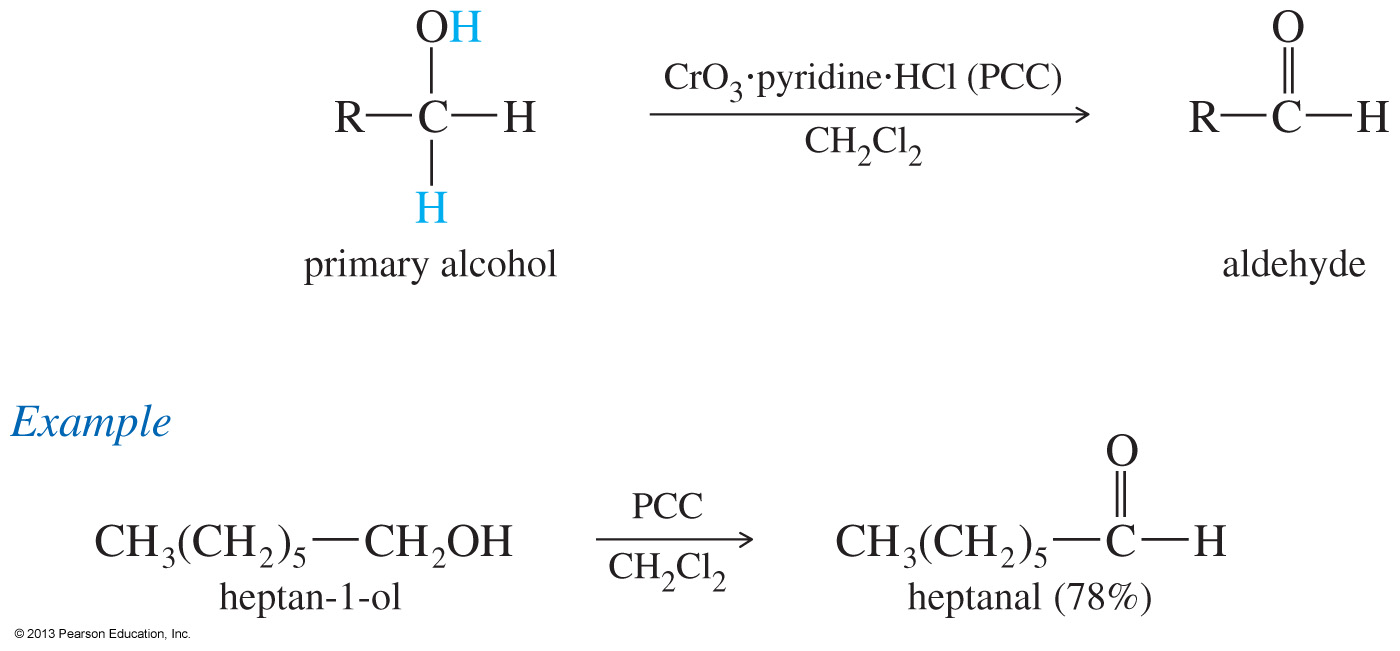 OH O
CrO₃·pyridine·HCl (PCC)
R—C—H R—C—H
CH₂Cl₂
H
primary alcohol aldehyde
Example
O
PCC
CH₃(CH₂)₅—CH₂OH CH₃(CH₂)₅—C—H
CH₂Cl₂
heptan-1-ol heptanal (78%)
© 2013 Pearson Education, Inc.